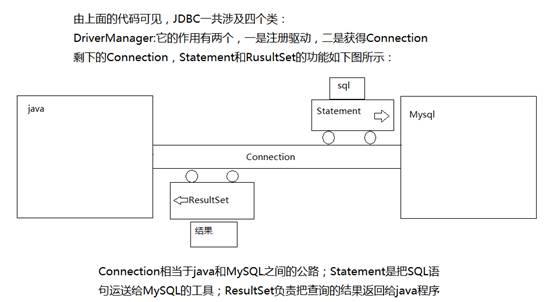 由上面的代码可见，JDBC一共涉及四个类：
DriverManager:它的作用有两个，一是注册驱动，二是获得Connection
剩下的Connection，Statement和RusultSet的功能如下图所示：
sql
java
Statement
Mysql
Connection
ResultSet
结果
Connection相当于java和MySQL之间的公路；Statement是把SQL语
句运送给MySQL的工具；ResultSet负责把查询的结果返回给java程序